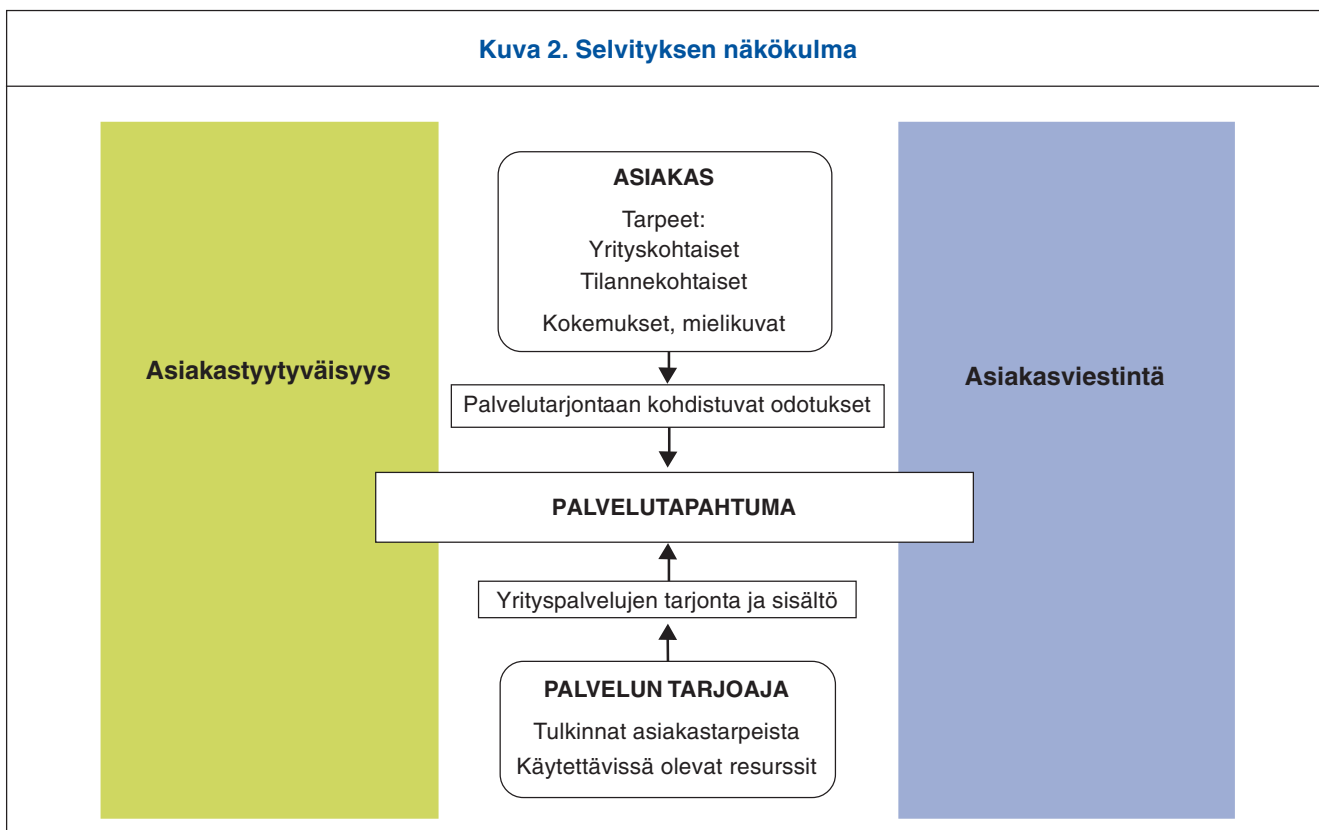 Kuva 2. Selvityksen näkökulma
ASIAKAS
Tarpeet:
Yrityskohtaiset
Tilannekohtaiset
Kokemukset, mielikuvat
Asiakastyytyväisyys
Asiakasviestintä
Palvelutarjontaan kohdistuvat odotukset
PALVELUTAPAHTUMA
Yrityspalvelujen tarjonta ja sisältö
PALVELUN TARJOAJA
Tulkinnat asiakastarpeista
Käytettävissä olevat resurssit